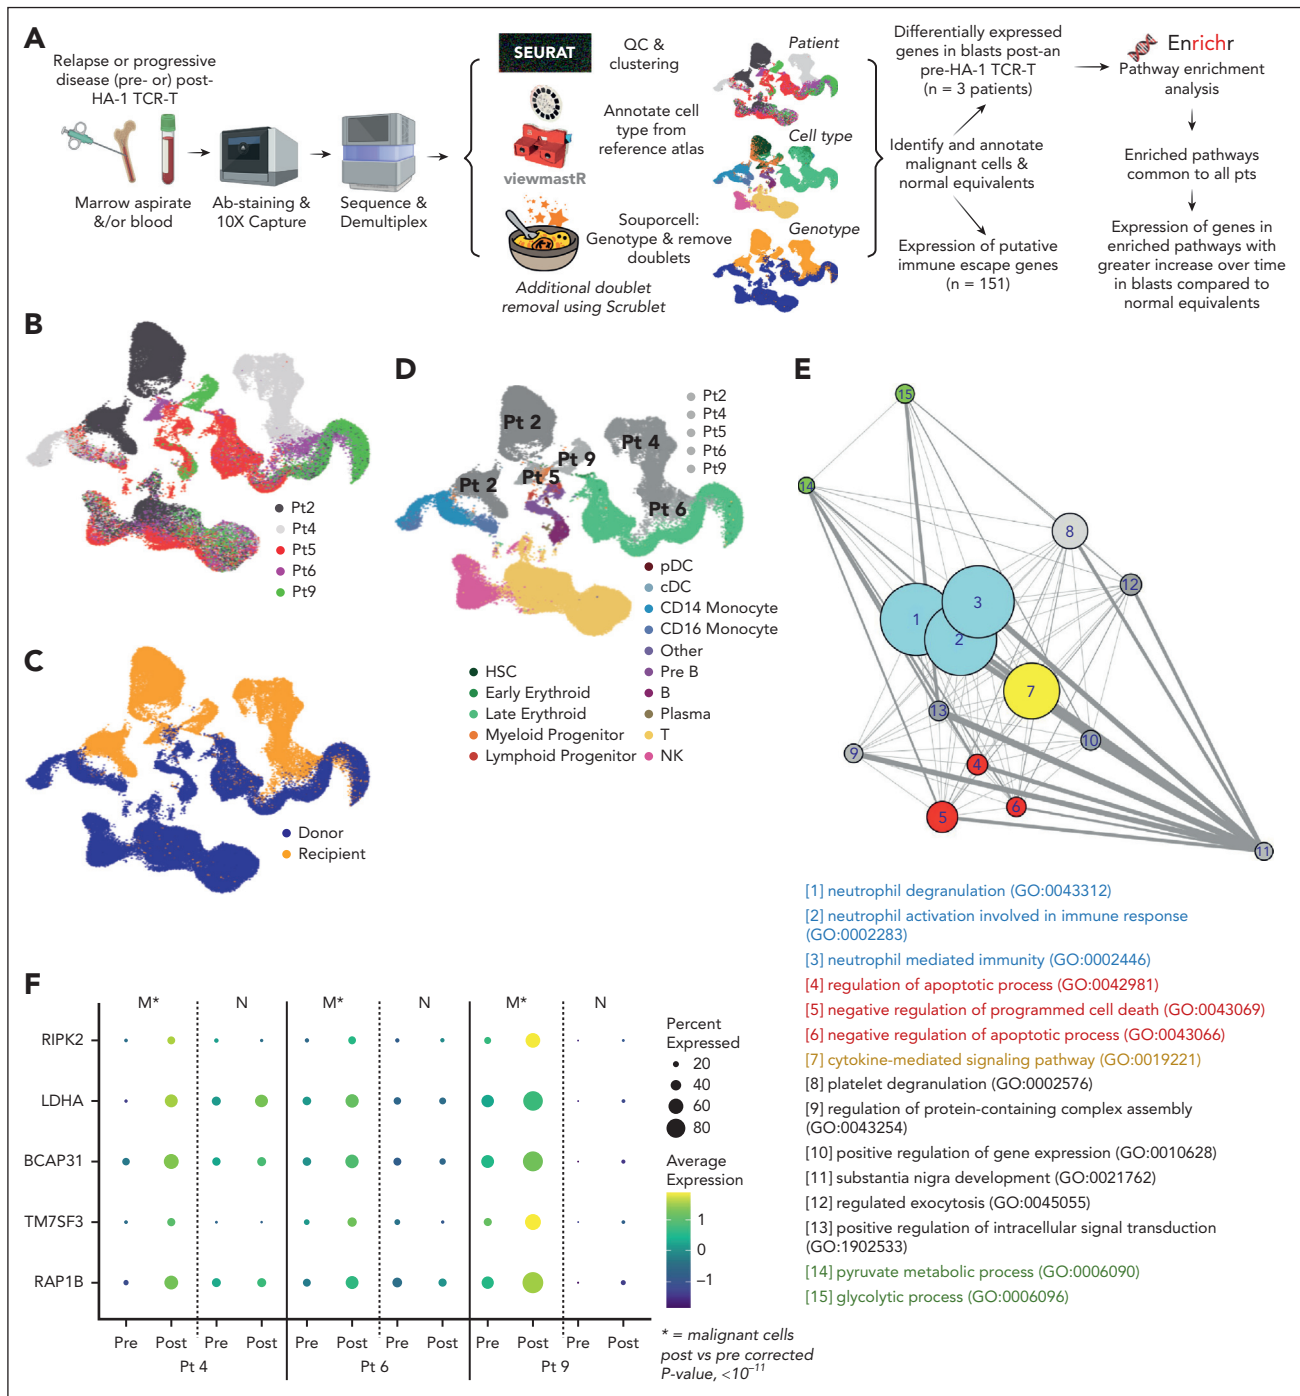 A
Relapse or progressive
disease (pre- or) post-
HA-1 TCR-T
Marrow aspirate
&/or blood
Ab-staining &
10X Capture
Sequence &
Demultiplex
SEURAT
QC &
clustering
Annotate cell
type from
reference atlas
viewmastR
Souporcell:
Genotype & remove
doublets
Additional doublet
removal using Scrublet
Patient
Cell type
Genotype
Differentially expressed
genes in blasts post-an
pre-HA-1 TCR-T
(n = 3 patients)
Identify and annotate
malignant cells &
normal equivalents
Expression of putative
immune escape genes
(n = 151)
Enrichr
Pathway enrichment
analysis
Enriched pathways
common to all pts
Expression of genes in
enriched pathways with
greater increase over time
in blasts compared to
normal equivalents
B
Pt2
Pt4
Pt5
Pt6
Pt9
C
Donor
Recipient
D
Pt 2
Pt 4
Pt 9
Pt 5
Pt 2
Pt 6
Pt2
Pt4
Pt5
Pt6
Pt9
pDC
cDC
CD14 Monocyte
CD16 Monocyte
Other
Pre B
B
Plasma
T
NK
HSC
Early Erythroid
Late Erythroid
Myeloid Progenitor
Lymphoid Progenitor
E
15
14
8
12
3
1
2
7
13
10
9
4
6
5
11
[1] neutrophil degranulation (GO:0043312)
[2] neutrophil activation involved in immune response
(GO:0002283)
[3] neutrophil mediated immunity (GO:0002446)
[4] regulation of apoptotic process (GO:0042981)
[5] negative regulation of programmed cell death (GO:0043069)
[6] negative regulation of apoptotic process (GO:0043066)
[7] cytokine-mediated signaling pathway (GO:0019221)
[8] platelet degranulation (GO:0002576)
[9] regulation of protein-containing complex assembly
(GO:0043254)
[10] positive regulation of gene expression (GO:0010628)
[11] substantia nigra development (GO:0021762)
[12] regulated exocytosis (GO:0045055)
[13] positive regulation of intracellular signal transduction
(GO:1902533)
[14] pyruvate metabolic process (GO:0006090)
[15] glycolytic process (GO:0006096)
F
M* N M* N M* N
RIPK2
LDHA
BCAP31
TM7SF3
RAP1B
Pre Post Pre Post Pre Post Pre Post Pre Post Pre Post
Pt 4 Pt 6 Pt 9
Percent
Expressed
20
40
60
80
Average
Expression
1
0
−1
* = malignant cells
post vs pre corrected
P-value, <10⁻¹¹